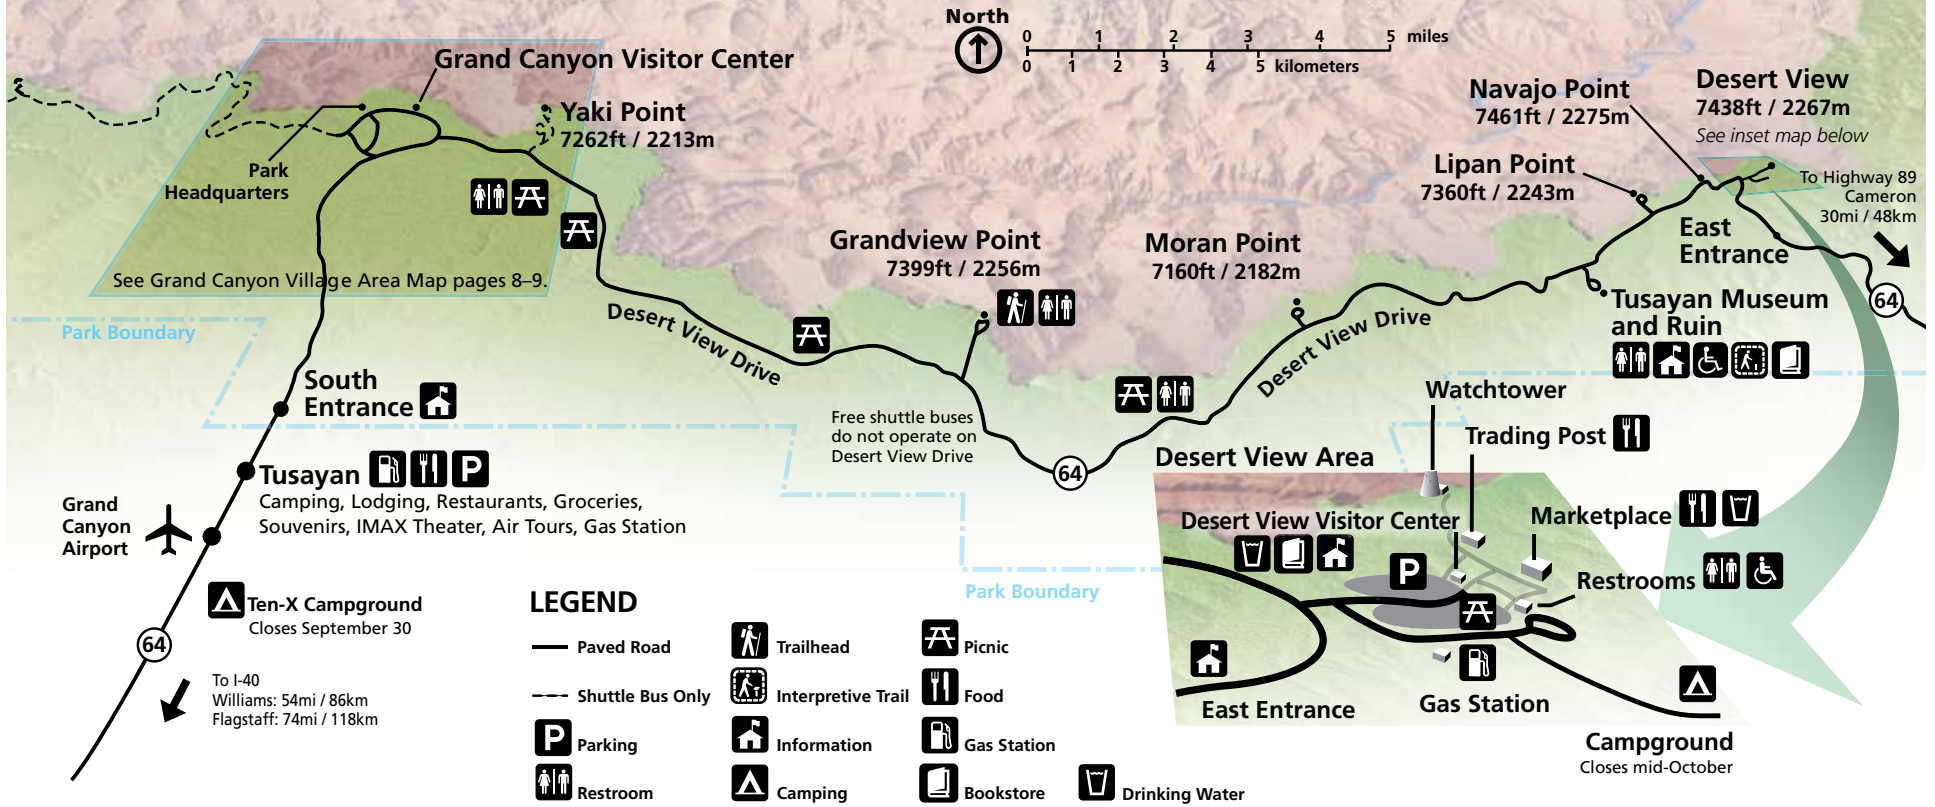 North
0 1 2 3 4 5 miles
0 1 2 3 4 5 kilometers
Grand Canyon Visitor Center
Yaki Point
7262ft / 2213m
Park
Headquarters
See Grand Canyon Village Area Map pages 8–9.
Park Boundary
Navajo Point
7461ft / 2275m
Desert View
7438ft / 2267m
See inset map below
Lipan Point
7360ft / 2243m
To Highway 89
Cameron
30mi / 48km
East
Entrance
64
Grandview Point
7399ft / 2256m
Moran Point
7160ft / 2182m
Desert View Drive
Desert View Drive
Tusayan Museum
and Ruin
South
Entrance
Free shuttle buses
do not operate on
Desert View Drive
64
Tusayan P
Camping, Lodging, Restaurants, Groceries,
Souvenirs, IMAX Theater, Air Tours, Gas Station
Grand
Canyon
Airport
Ten-X Campground
Closes September 30
64
To I-40
Williams: 54mi / 86km
Flagstaff: 74mi / 118km
Park Boundary
Watchtower
Trading Post
Desert View Area
Desert View Visitor Center
Marketplace
P
Restrooms
East Entrance
Gas Station
Campground
Closes mid-October
LEGEND
Paved Road
Shuttle Bus Only
P Parking
Restroom
Trailhead
Interpretive Trail
Information
Camping
Picnic
Food
Gas Station
Bookstore
Drinking Water